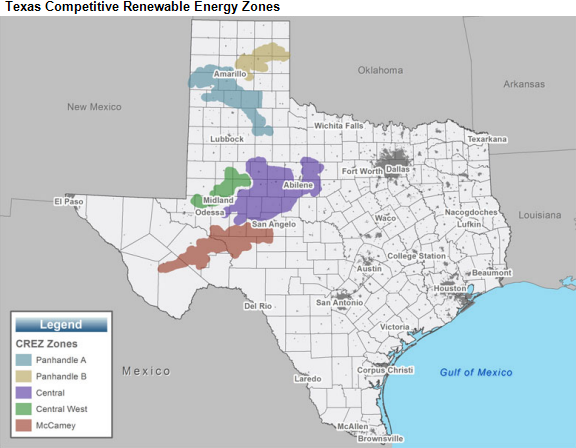 Texas Competitive Renewable Energy Zones
Oklahoma
Amarillo
Arkansas
New Mexico
Wichita Falls
Lubbock
Texarkana
Fort Worth
Dallas
Abilene
El Paso
Midland
Odessa
Nacogdoches
Louisiana
Waco
Lufkin
San Angelo
College Station
Austin
Beaumont
Houston
Del Rio
San Antonio
Legend
Victoria
CREZ Zones
Panhandle A
Mexico
Corpus Christi
Gulf of Mexico
Panhandle B
Laredo
Central
Central West
McCamey
McAllen
Brownsville